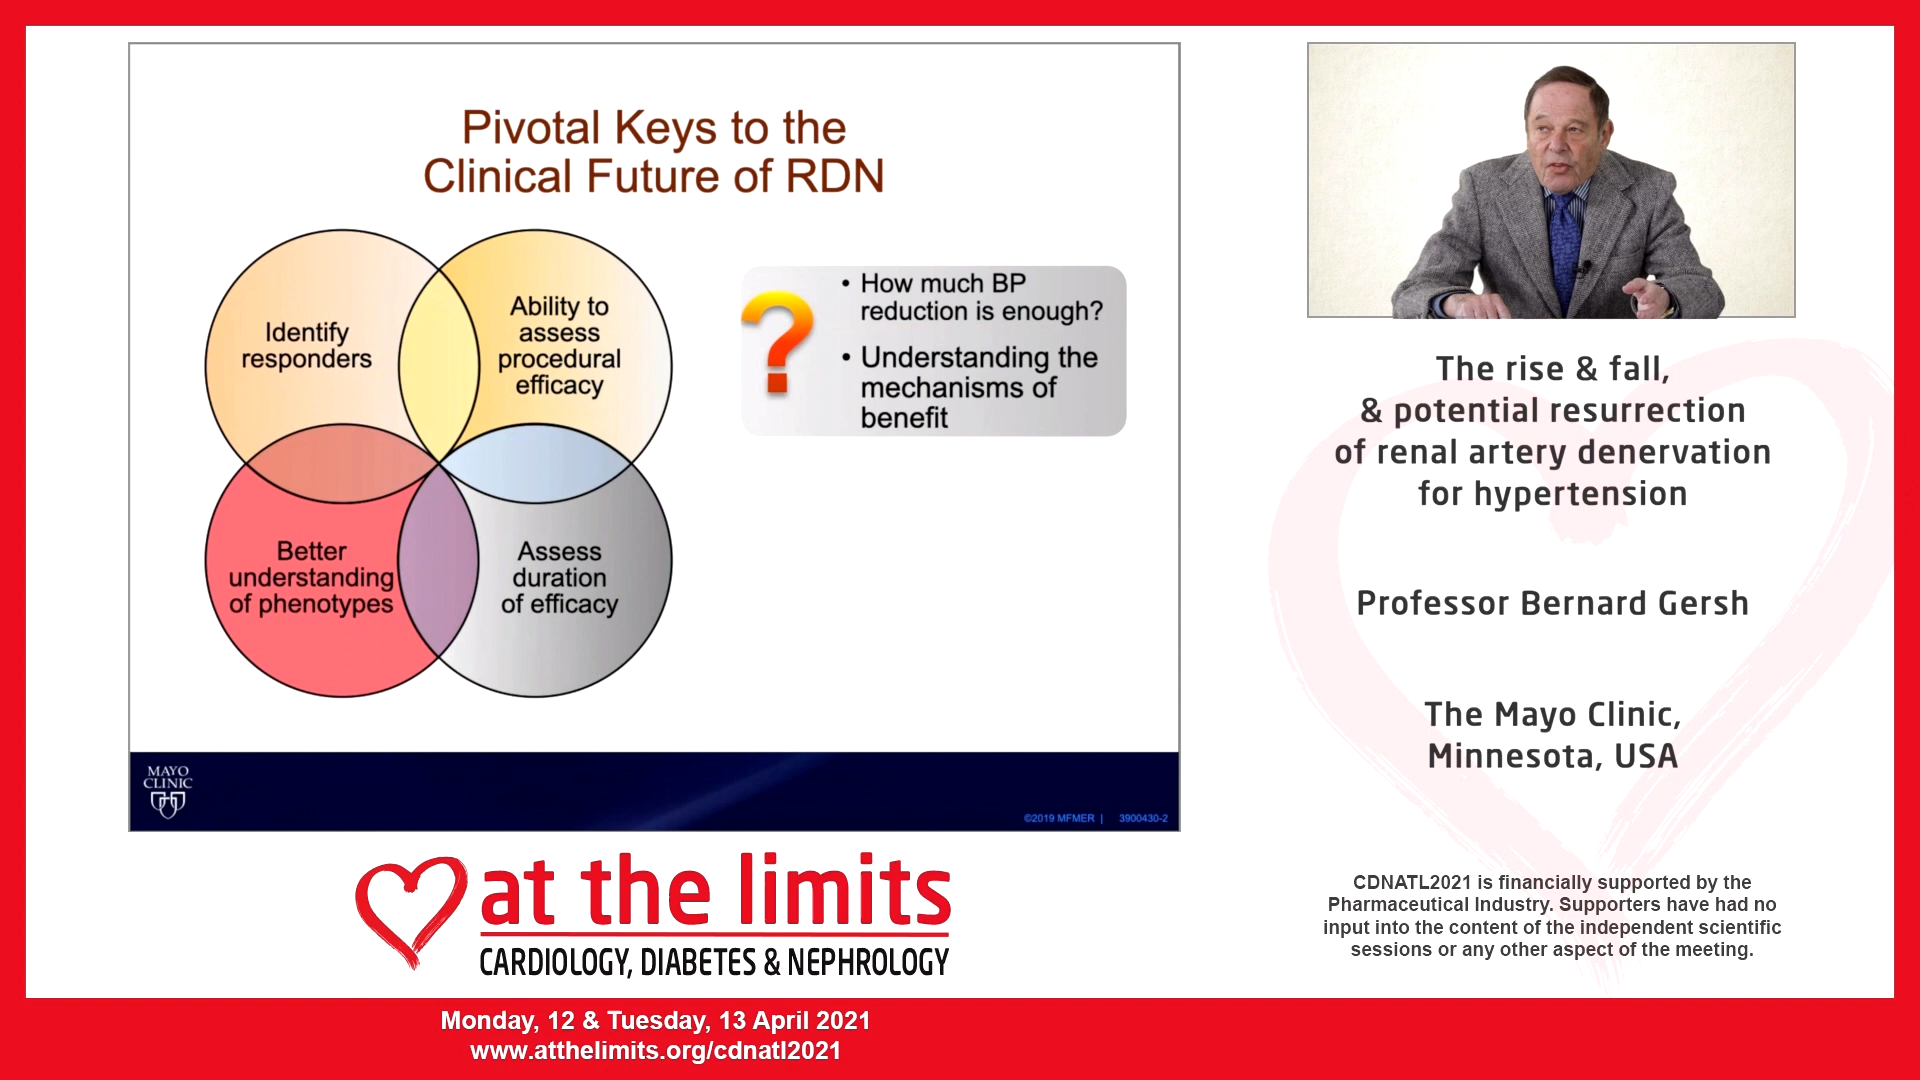 Pivotal Keys to the
Clinical Future of RDN
Identify
responders
Ability to
assess
procedural
efficacy
Better
understanding
of phenotypes
Assess
duration
of efficacy
?
• How much BP
reduction is enough?
• Understanding the
mechanisms of
benefit
MAYO
CLINIC
©2019 MFMER | 3900430-2
The rise & fall,
& potential resurrection
of renal artery denervation
for hypertension
Professor Bernard Gersh
The Mayo Clinic,
Minnesota, USA
CDNATL2021 is financially supported by the
Pharmaceutical Industry. Supporters have had no
input into the content of the independent scientific
sessions or any other aspect of the meeting.
at the limits
CARDIOLOGY, DIABETES & NEPHROLOGY
Monday, 12 & Tuesday, 13 April 2021
www.atthelimits.org/cdnatl2021